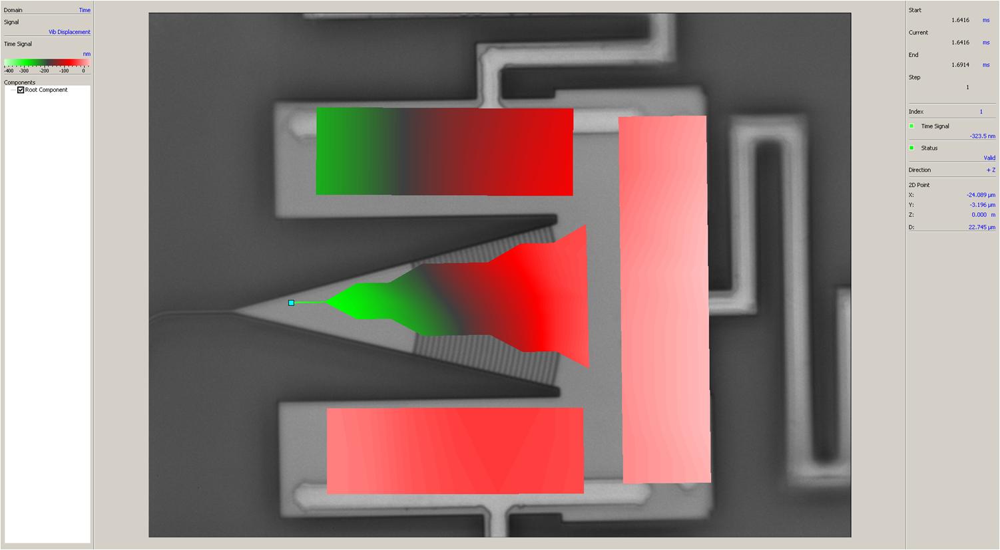 Domain Time
Signal
Vib Displacement
Time Signal
nm
-400 -300 -200 -100 0
Components
Root Component
Start
1.6416 ms
Current
1.6416 ms
End
1.6914 ms
Step
1
Index 1
Time Signal
-323.5 nm
Status
Valid
Direction + Z
2D Point
X: -24.089 µm
Y: -3.196 µm
Z: 0.000 m
D: 22.745 µm